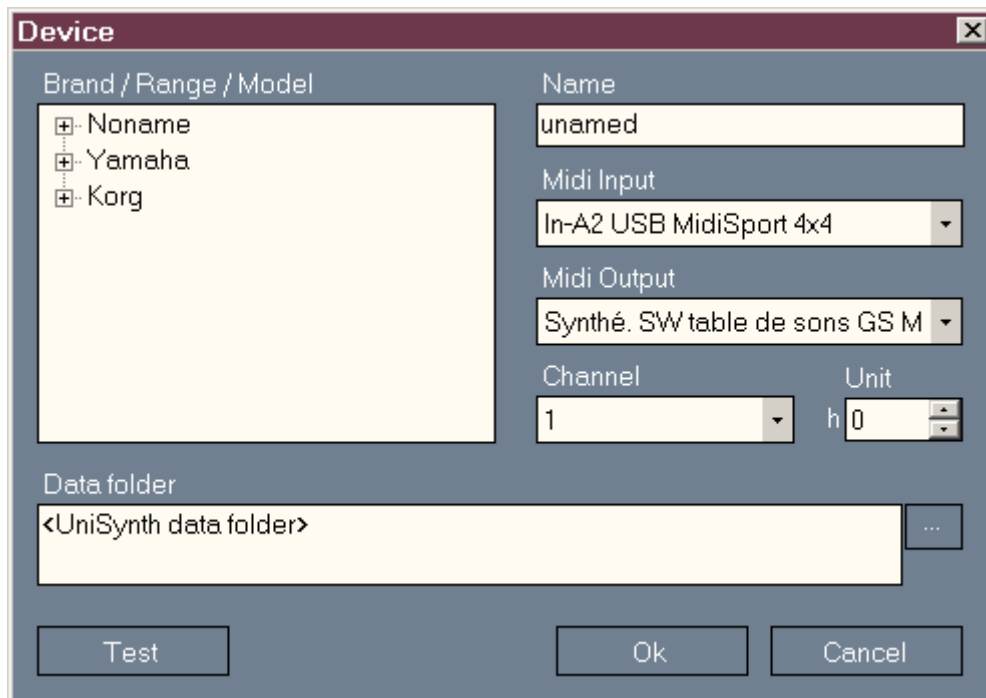 Device
Brand / Range / Model
Noname
Yamaha
Korg
Name
unamed
Midi Input
In-A2 USB MidiSport 4x4
Midi Output
Synthé. SW table de sons GS M
Channel
Unit
1
h 0
Data folder
<UniSynth data folder>
...
Test
Ok
Cancel